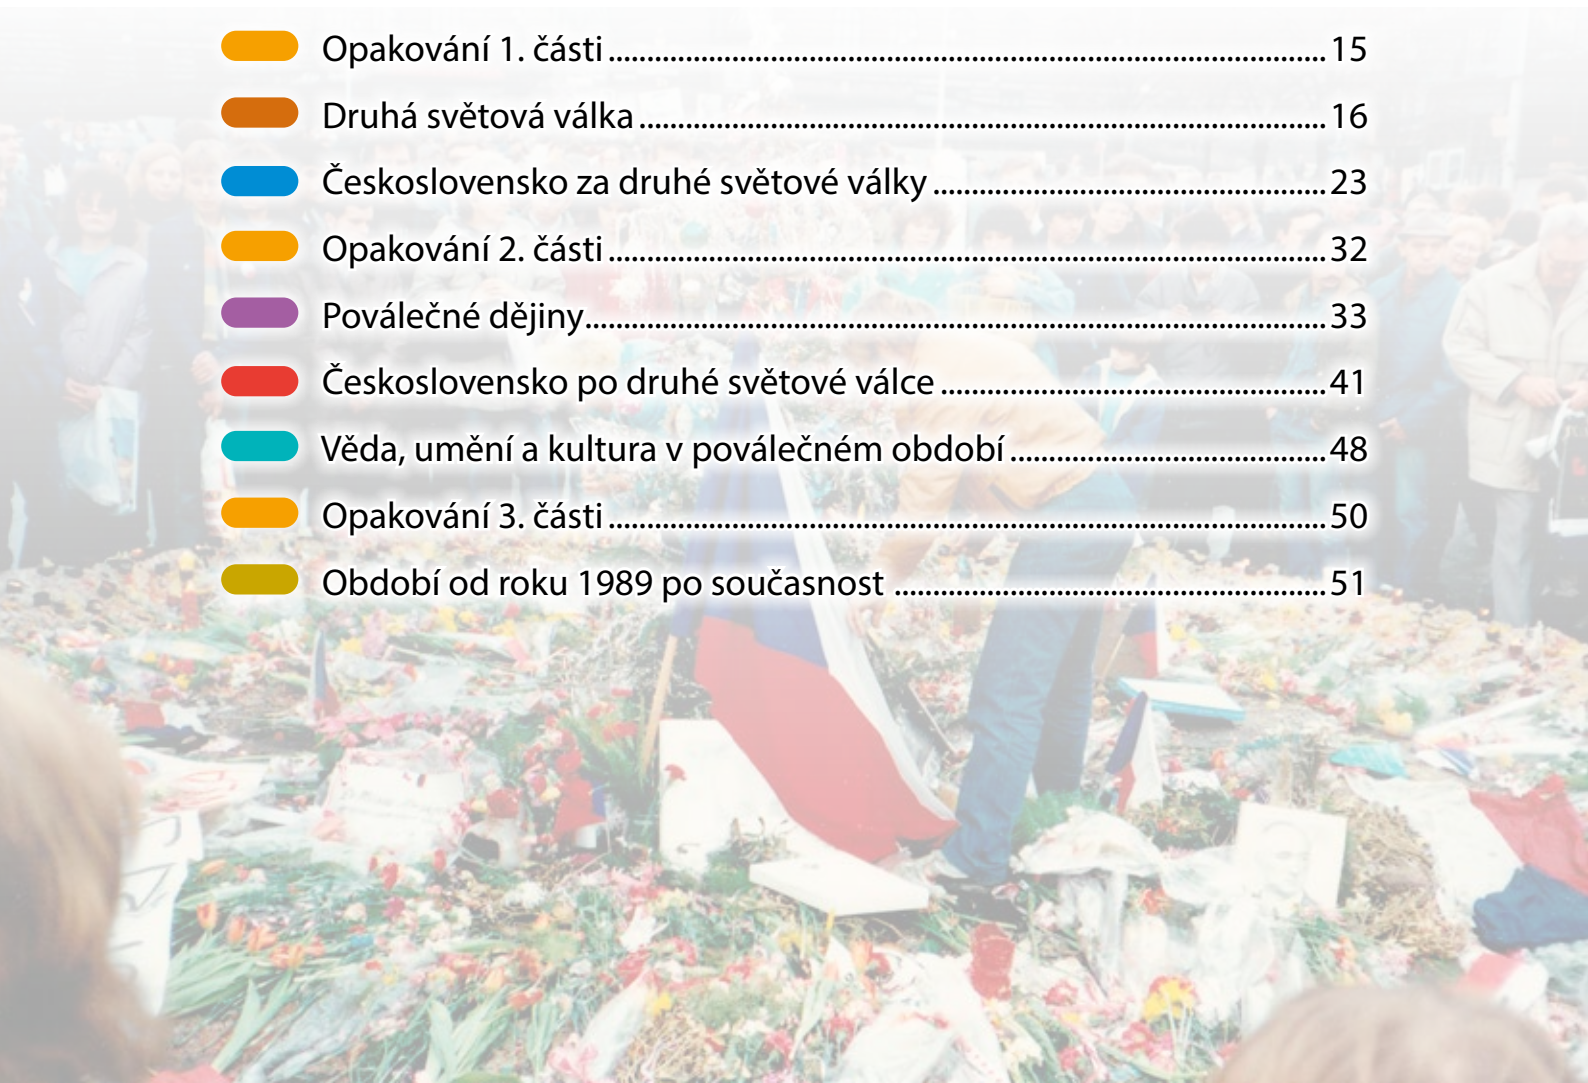 Opakování 1. části ........ 15
Druhá světová válka ........ 16
Československo za druhé světové války ........ 23
Opakování 2. části ........ 32
Poválečné dějiny ........ 33
Československo po druhé světové válce ........ 41
Věda, umění a kultura v poválečném období ........ 48
Opakování 3. části ........ 50
Období od roku 1989 po současnost ........ 51